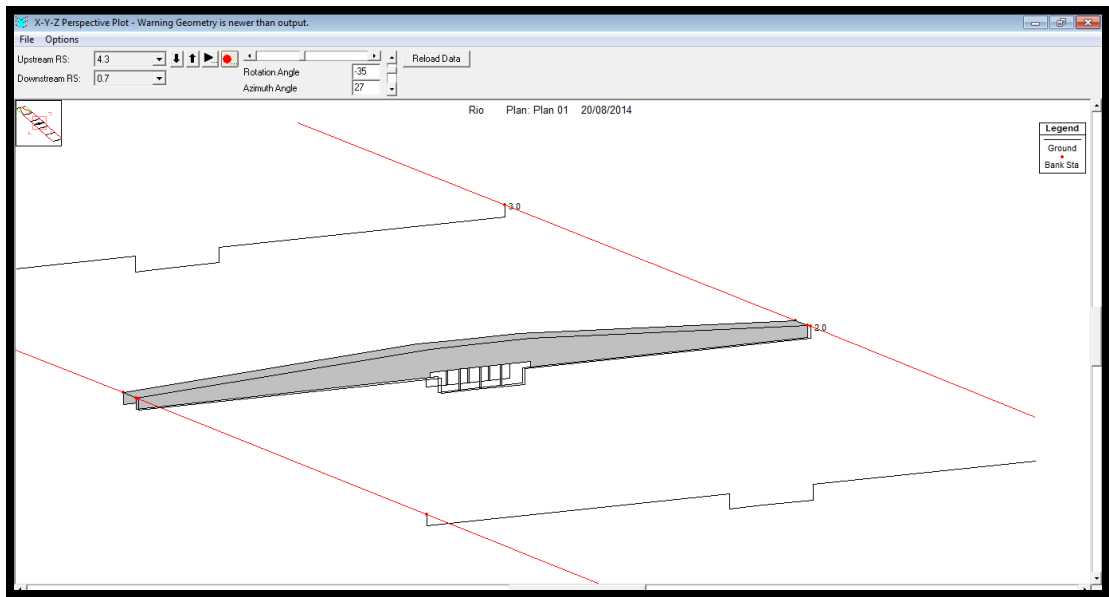 X-Y-Z Perspective Plot - Warning Geometry is newer than output.
File Options
Upstream RS: 4.3
Reload Data
Rotation Angle -35
Downstream RS: 0.7
Azimuth Angle 27
Rio Plan: Plan 01 20/08/2014
Legend
Ground
Bank Sta
3.0
2.0